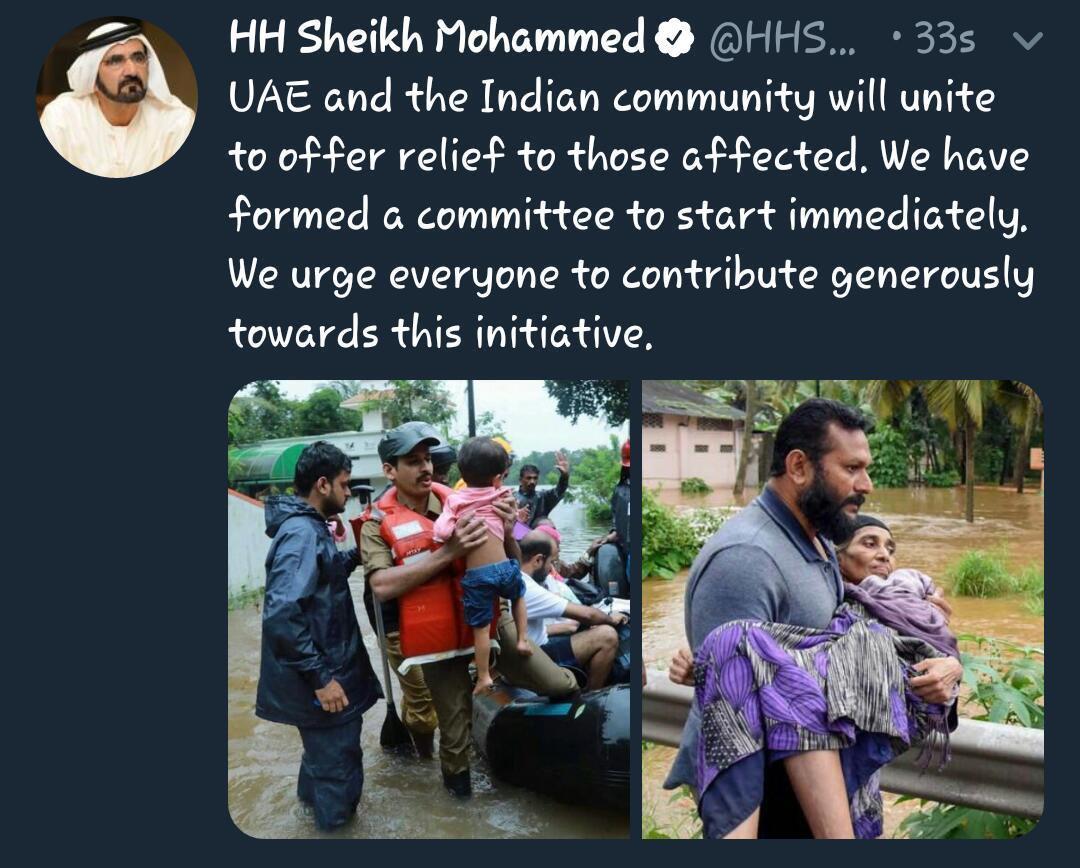 HH Sheikh Mohammed @HHS... • 33s
UAE and the Indian community will unite
to offer relief to those affected. We have
formed a committee to start immediately.
We urge everyone to contribute generously
towards this initiative.